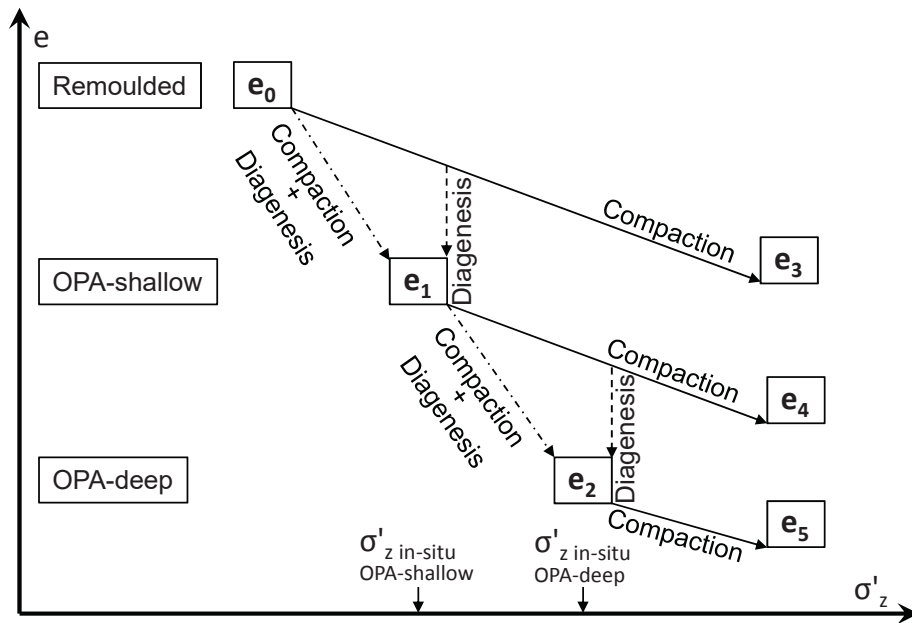 e
Remoulded
e₀
Compaction
+
Diagenesis
Diagenesis
Compaction
e₃
OPA-shallow
e₁
Compaction
+
Diagenesis
Compaction
Diagenesis
e₄
OPA-deep
e₂
Compaction
e₅
σ'z in-situ
OPA-shallow
σ'z in-situ
OPA-deep
σ'z